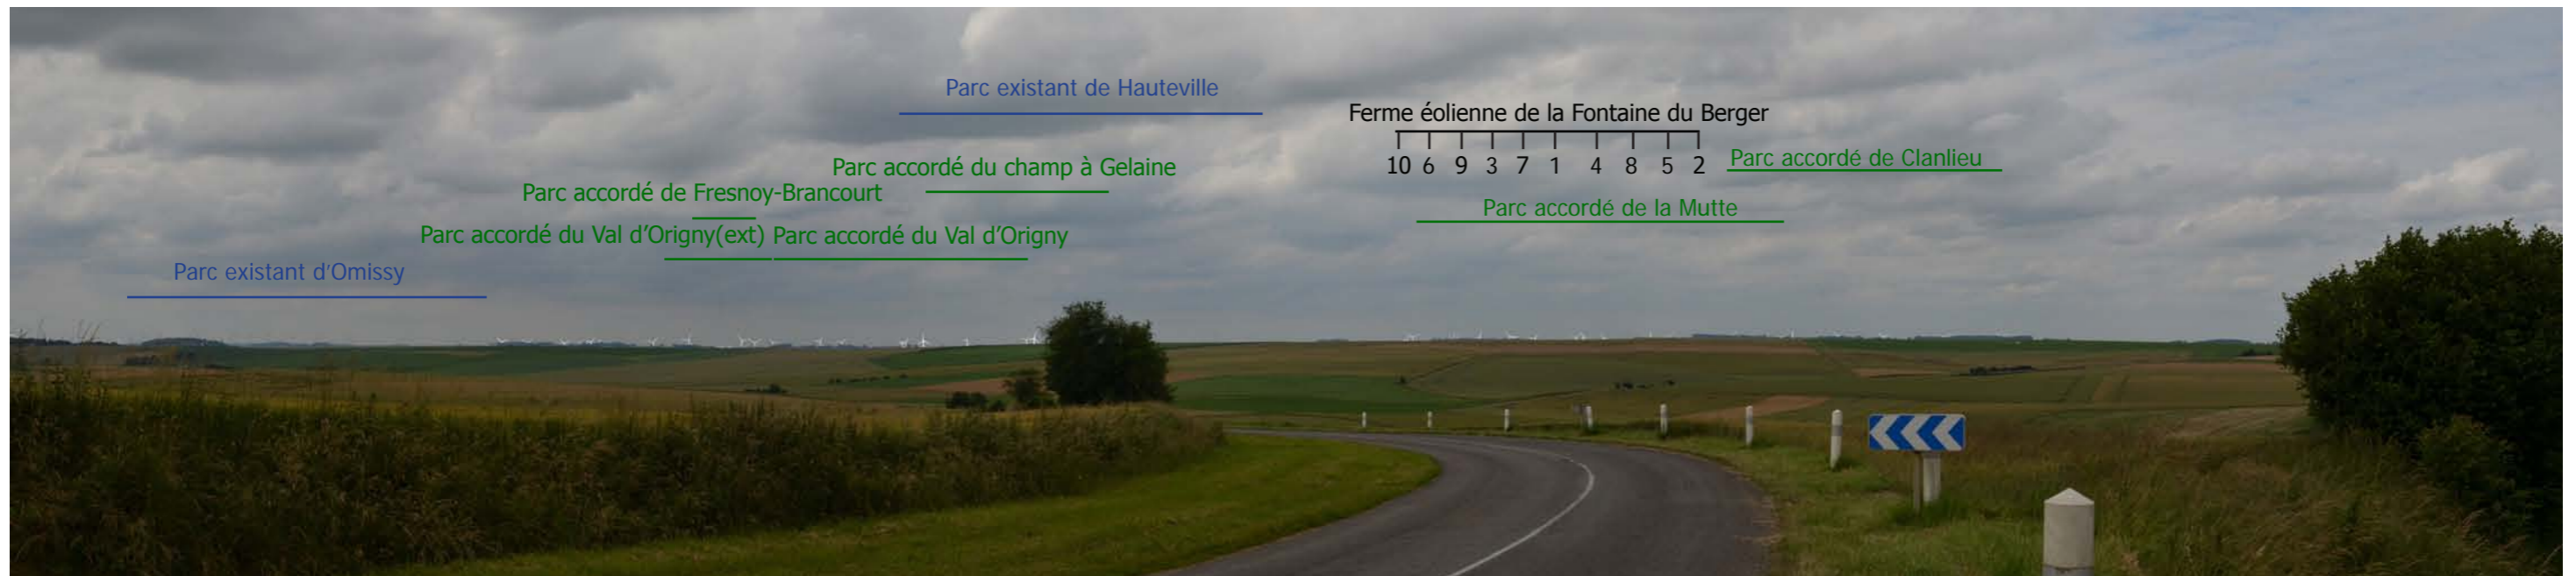 Parc existant de Hauteville
Ferme éolienne de la Fontaine du Berger
10 6 9 3 7 1 4 8 5 2
Parc accordé de Clanlieu
Parc accordé du champ à Gelaine
Parc accordé de Fresnoy-Brancourt
Parc accordé de la Mutte
Parc accordé du Val d'Origny(ext) Parc accordé du Val d'Origny
Parc existant d'Omissy